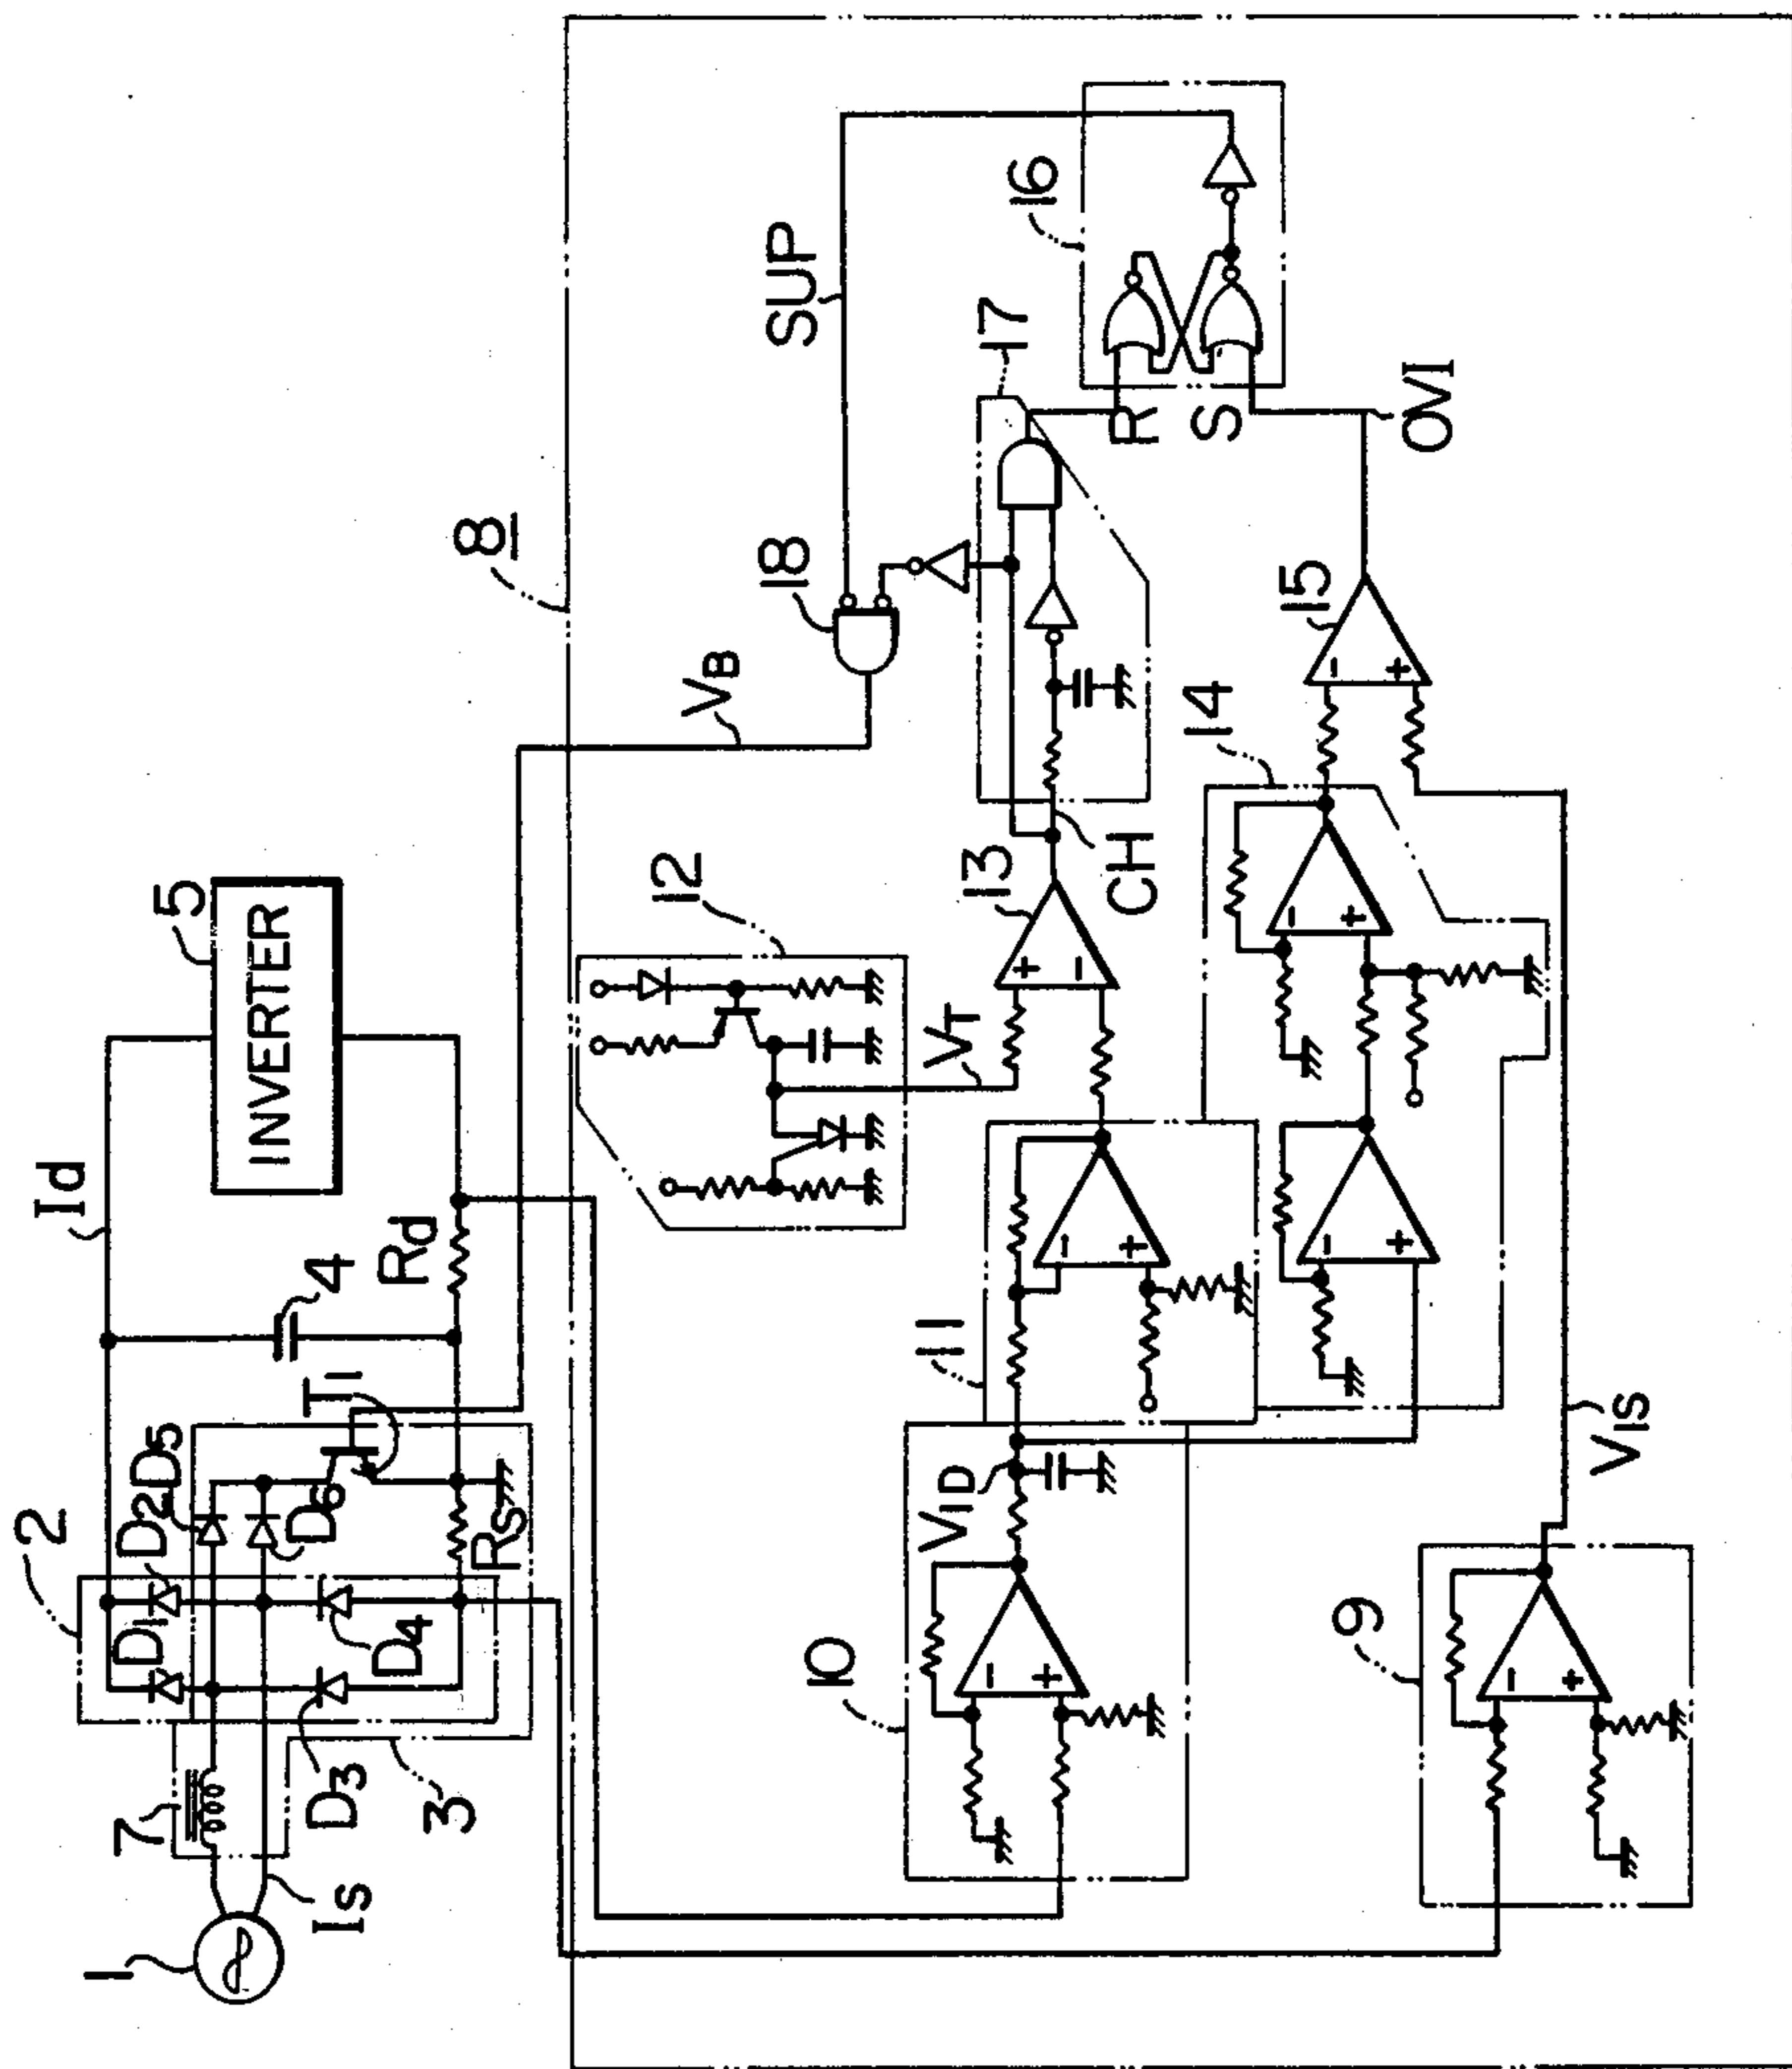 1
7
2
Is
D1
D2
D5
D3
D4
D6
3
Rs
T1
4
Rd
Id
5
INVERTER
8
VB
18
SUP
12
VT
13
CH
17
16
R
S
OVI
10
VID
11
14
15
9
VIS
+
−
+
−
+
−
+
−
+
−
+
−
+
−